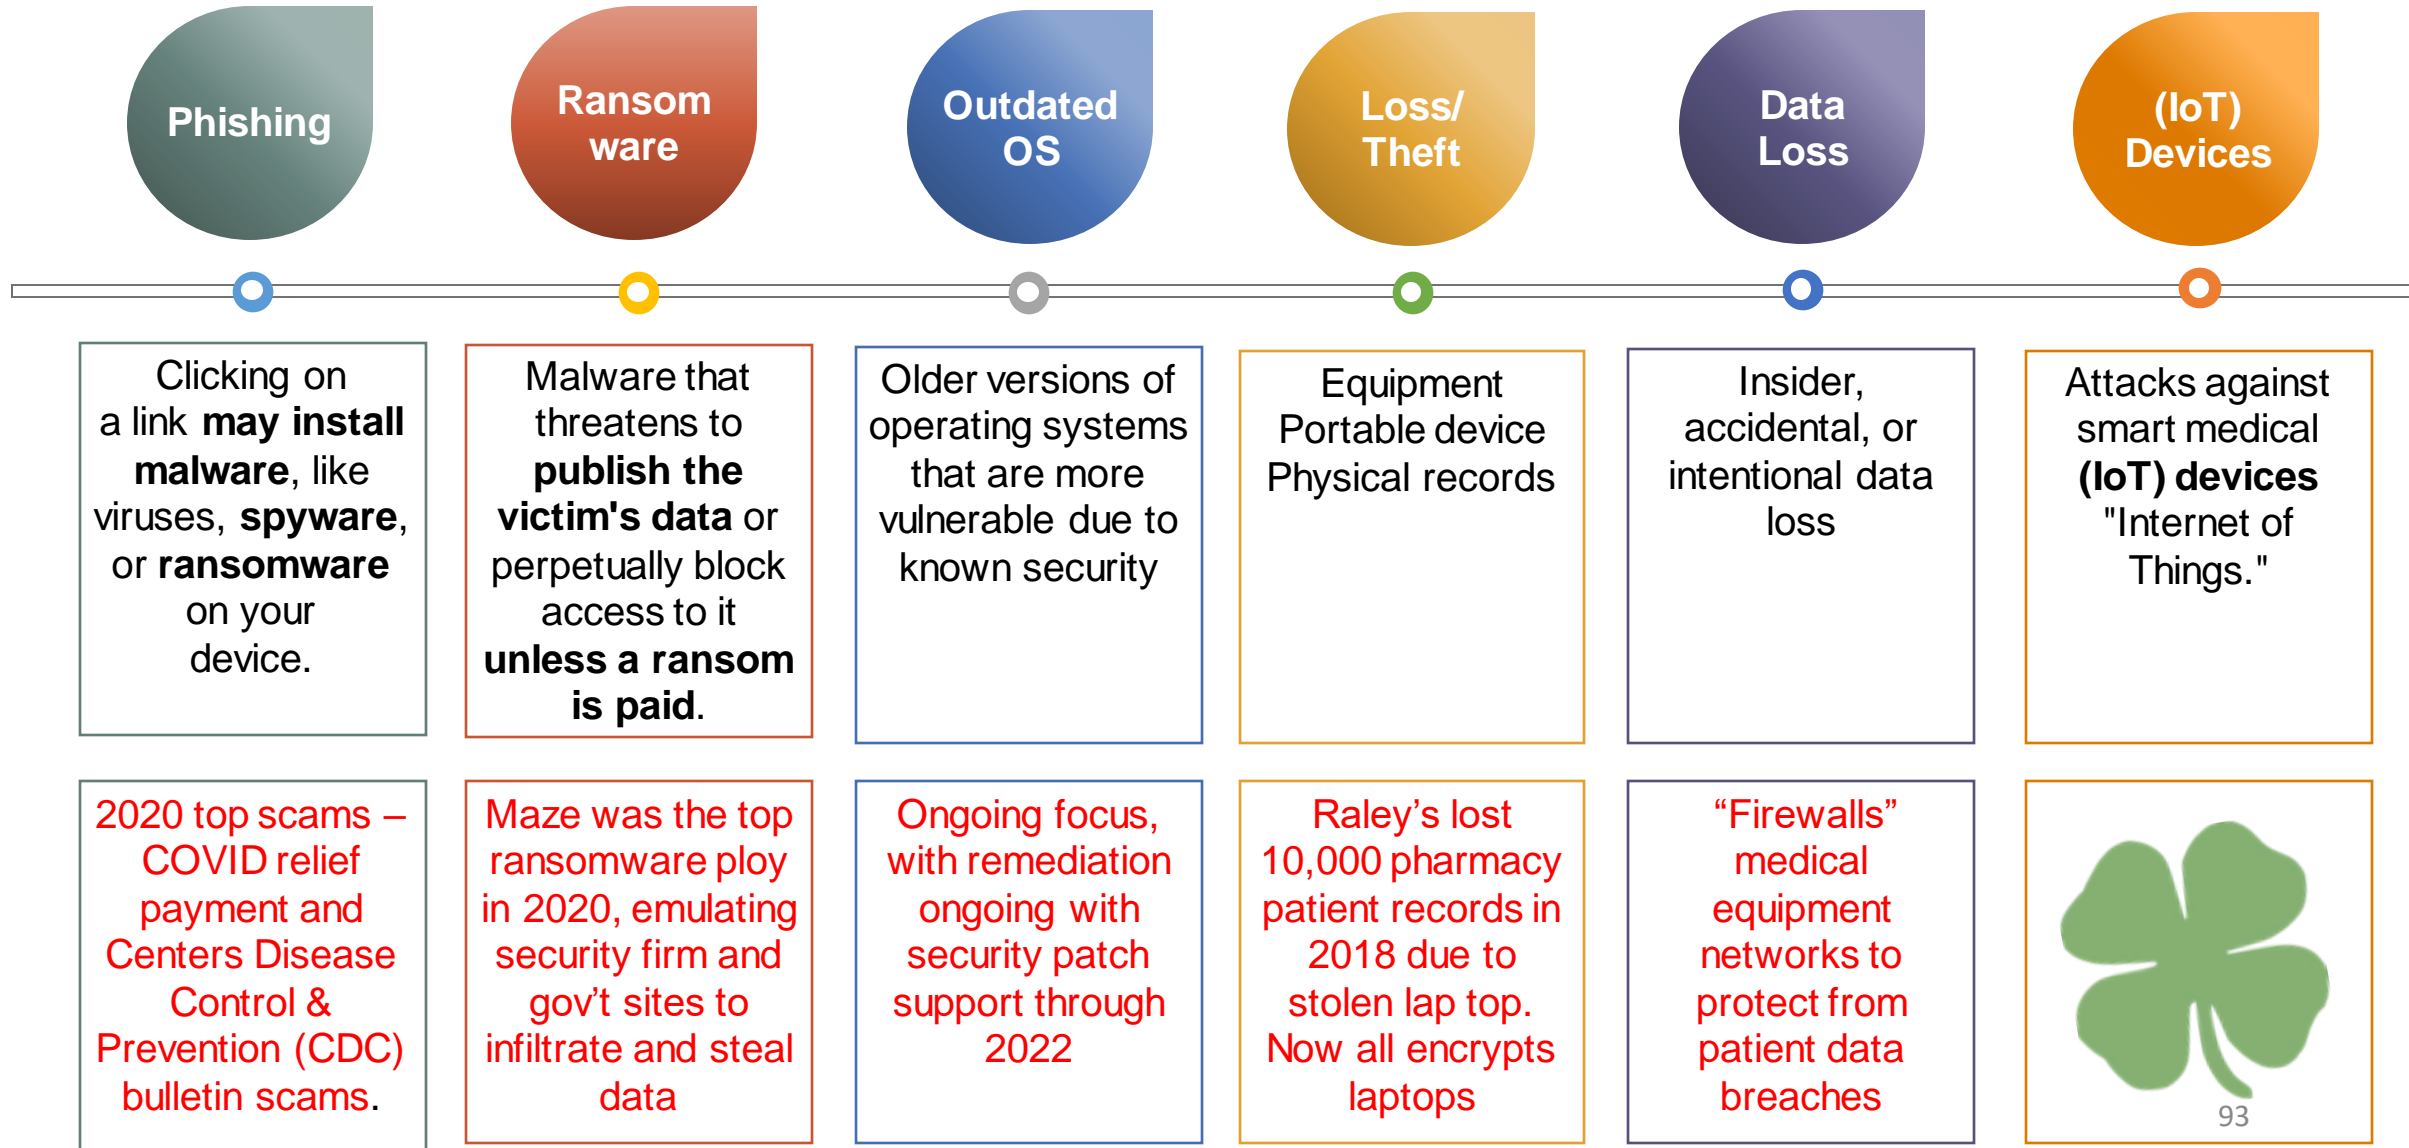 Phishing
Ransom
ware
Outdated
OS
Loss/
Theft
Data
Loss
(IoT)
Devices
Clicking on
a link may install
malware, like
viruses, spyware,
or ransomware
on your
device.
Malware that
threatens to
publish the
victim's data or
perpetually block
access to it
unless a ransom
is paid.
Older versions of
operating systems
that are more
vulnerable due to
known security
Equipment
Portable device
Physical records
Insider,
accidental, or
intentional data
loss
Attacks against
smart medical
(IoT) devices
"Internet of
Things."
2020 top scams –
COVID relief
payment and
Centers Disease
Control &
Prevention (CDC)
bulletin scams.
Maze was the top
ransomware ploy
in 2020, emulating
security firm and
gov’t sites to
infiltrate and steal
data
Ongoing focus,
with remediation
ongoing with
security patch
support through
2022
Raley’s lost
10,000 pharmacy
patient records in
2018 due to
stolen lap top.
Now all encrypts
laptops
“Firewalls”
medical
equipment
networks to
protect from
patient data
breaches
93